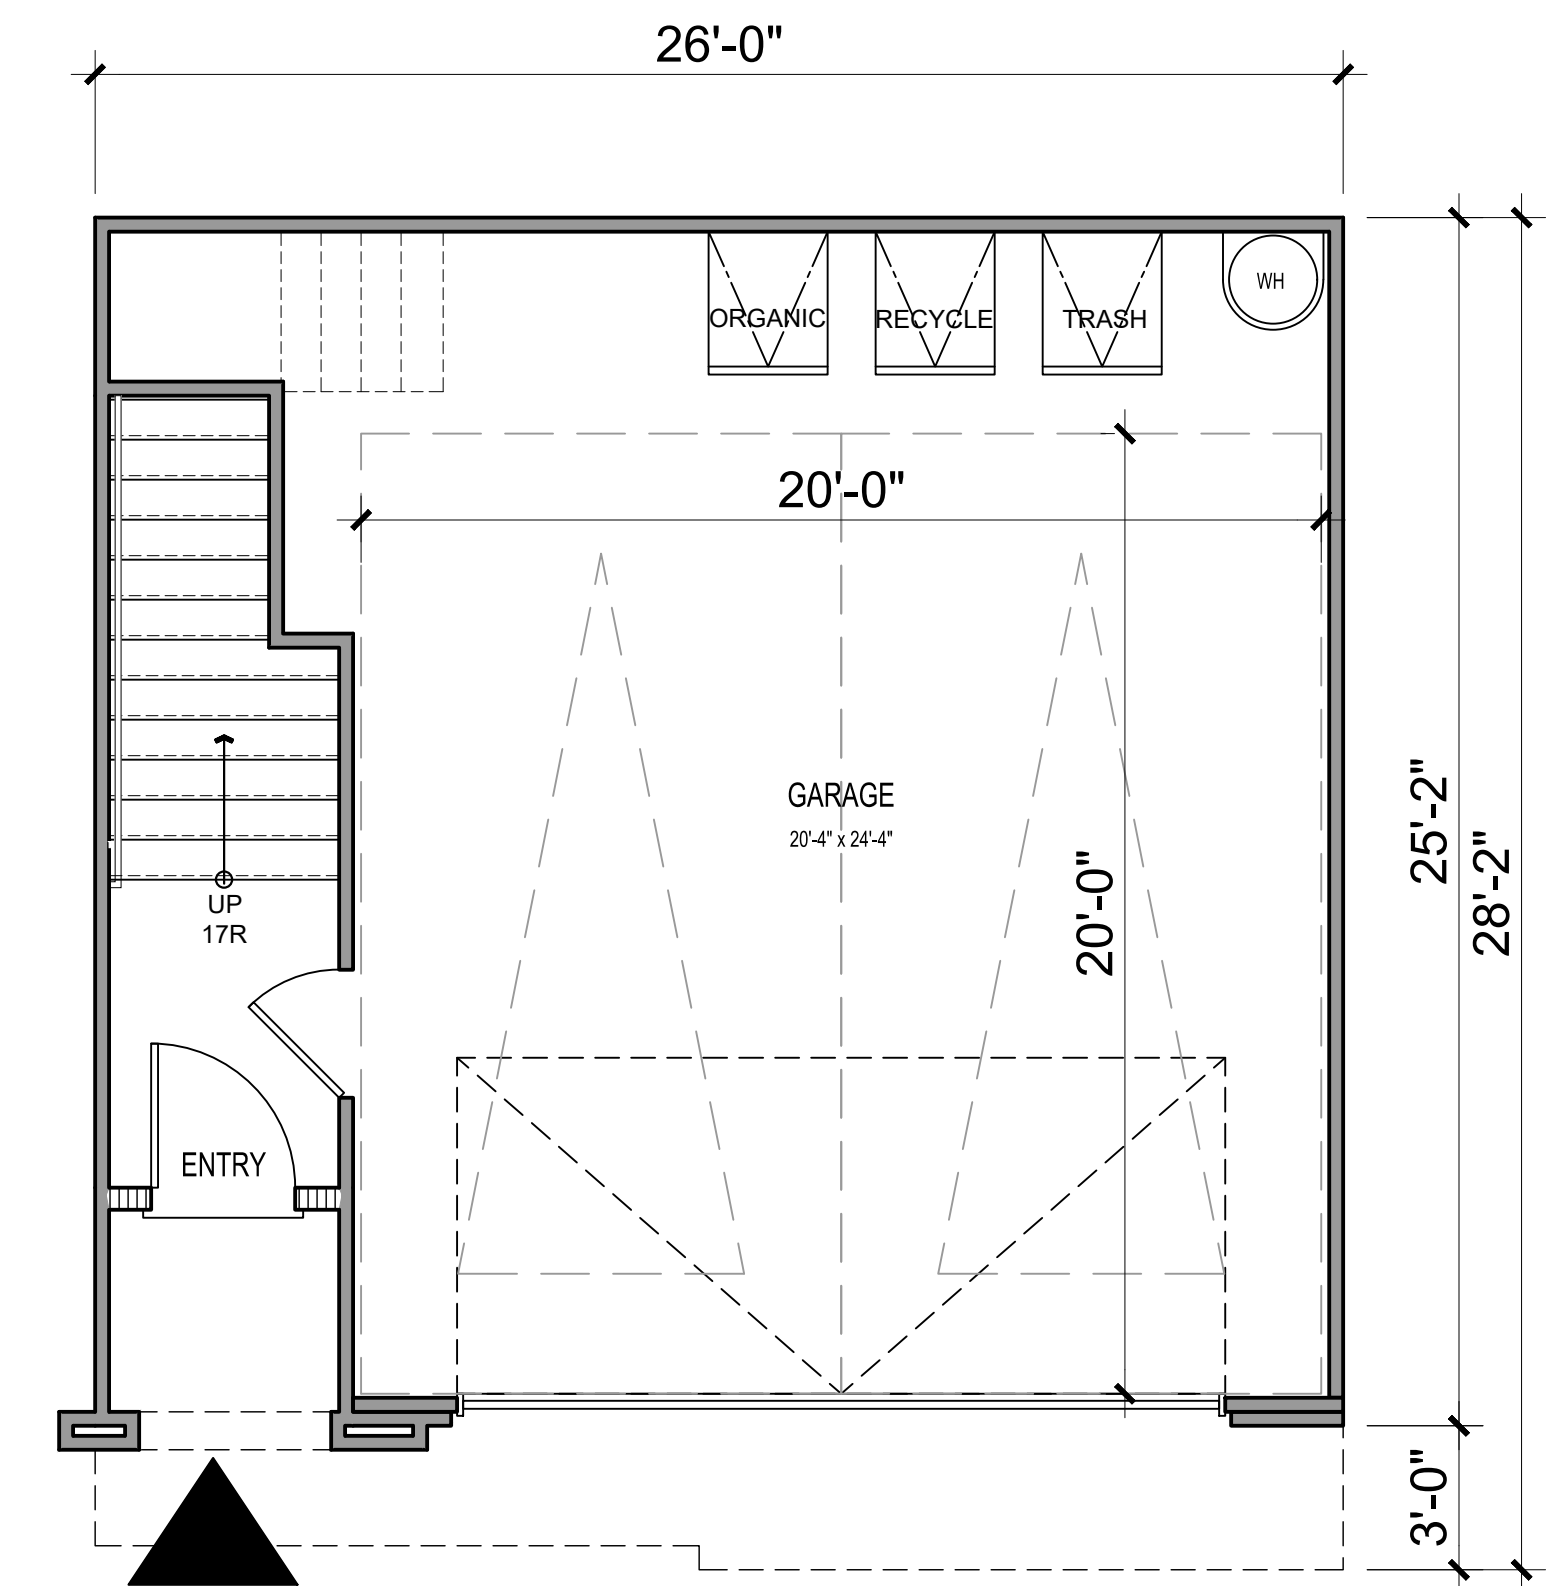 26'-0"
WH
ORGANIC RECYCLE TRASH
20'-0"
GARAGE
20'-4" x 24'-4"
25'-2"
28'-2"
20'-0"
UP
17R
ENTRY
3'-0"